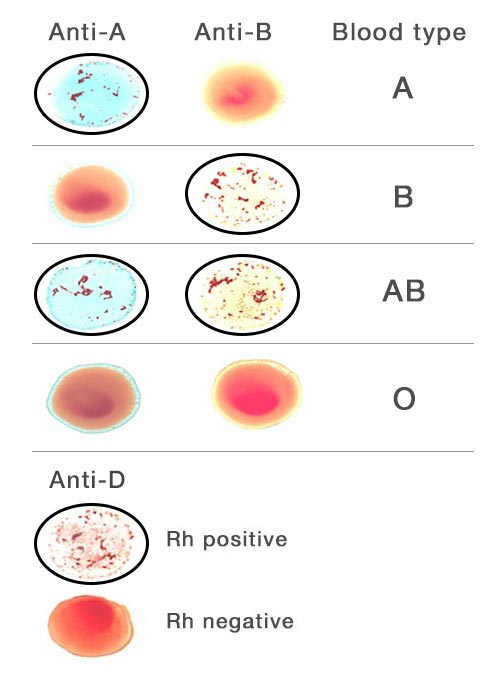 Anti-A Anti-B Blood type
A
B
AB
O
Anti-D
Rh positive
Rh negative